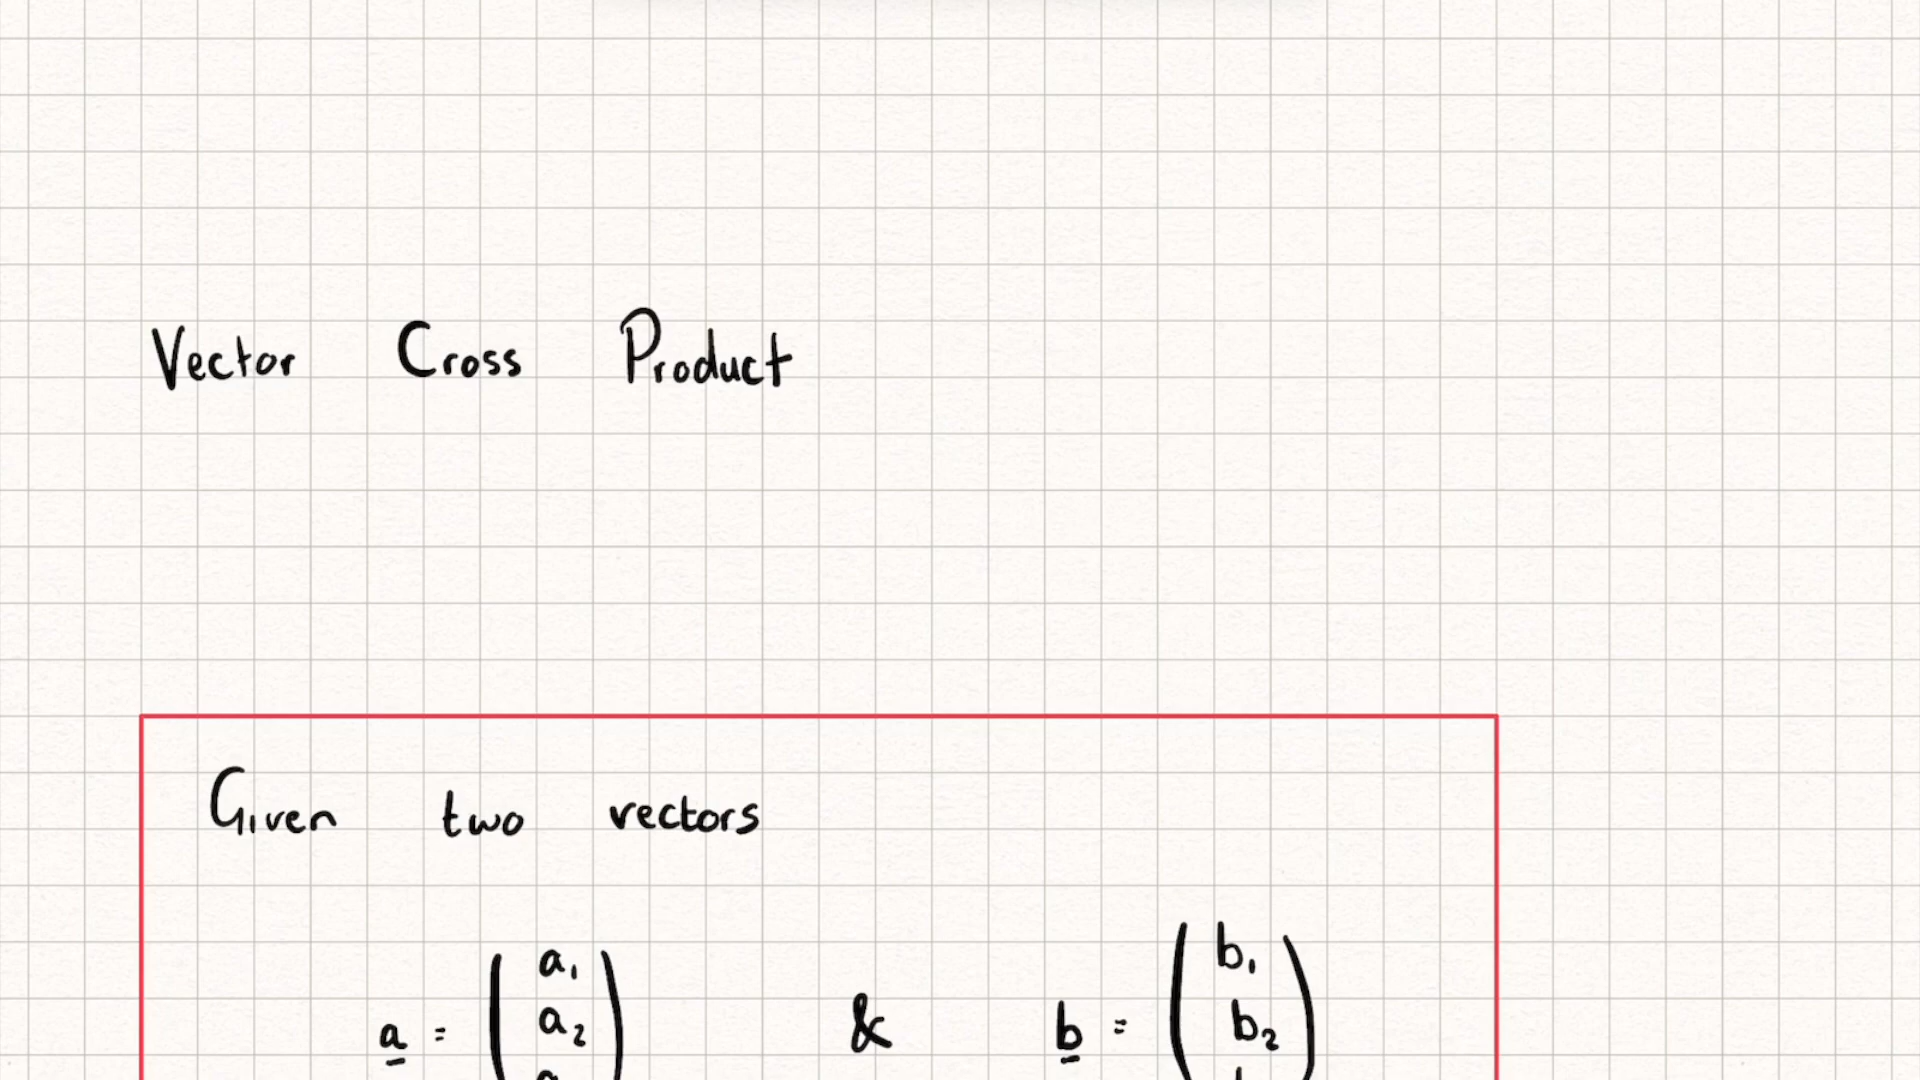 Vector Cross Product
Given two vectors
a = ( a₁ & b = ( b₁
a₂ b₂